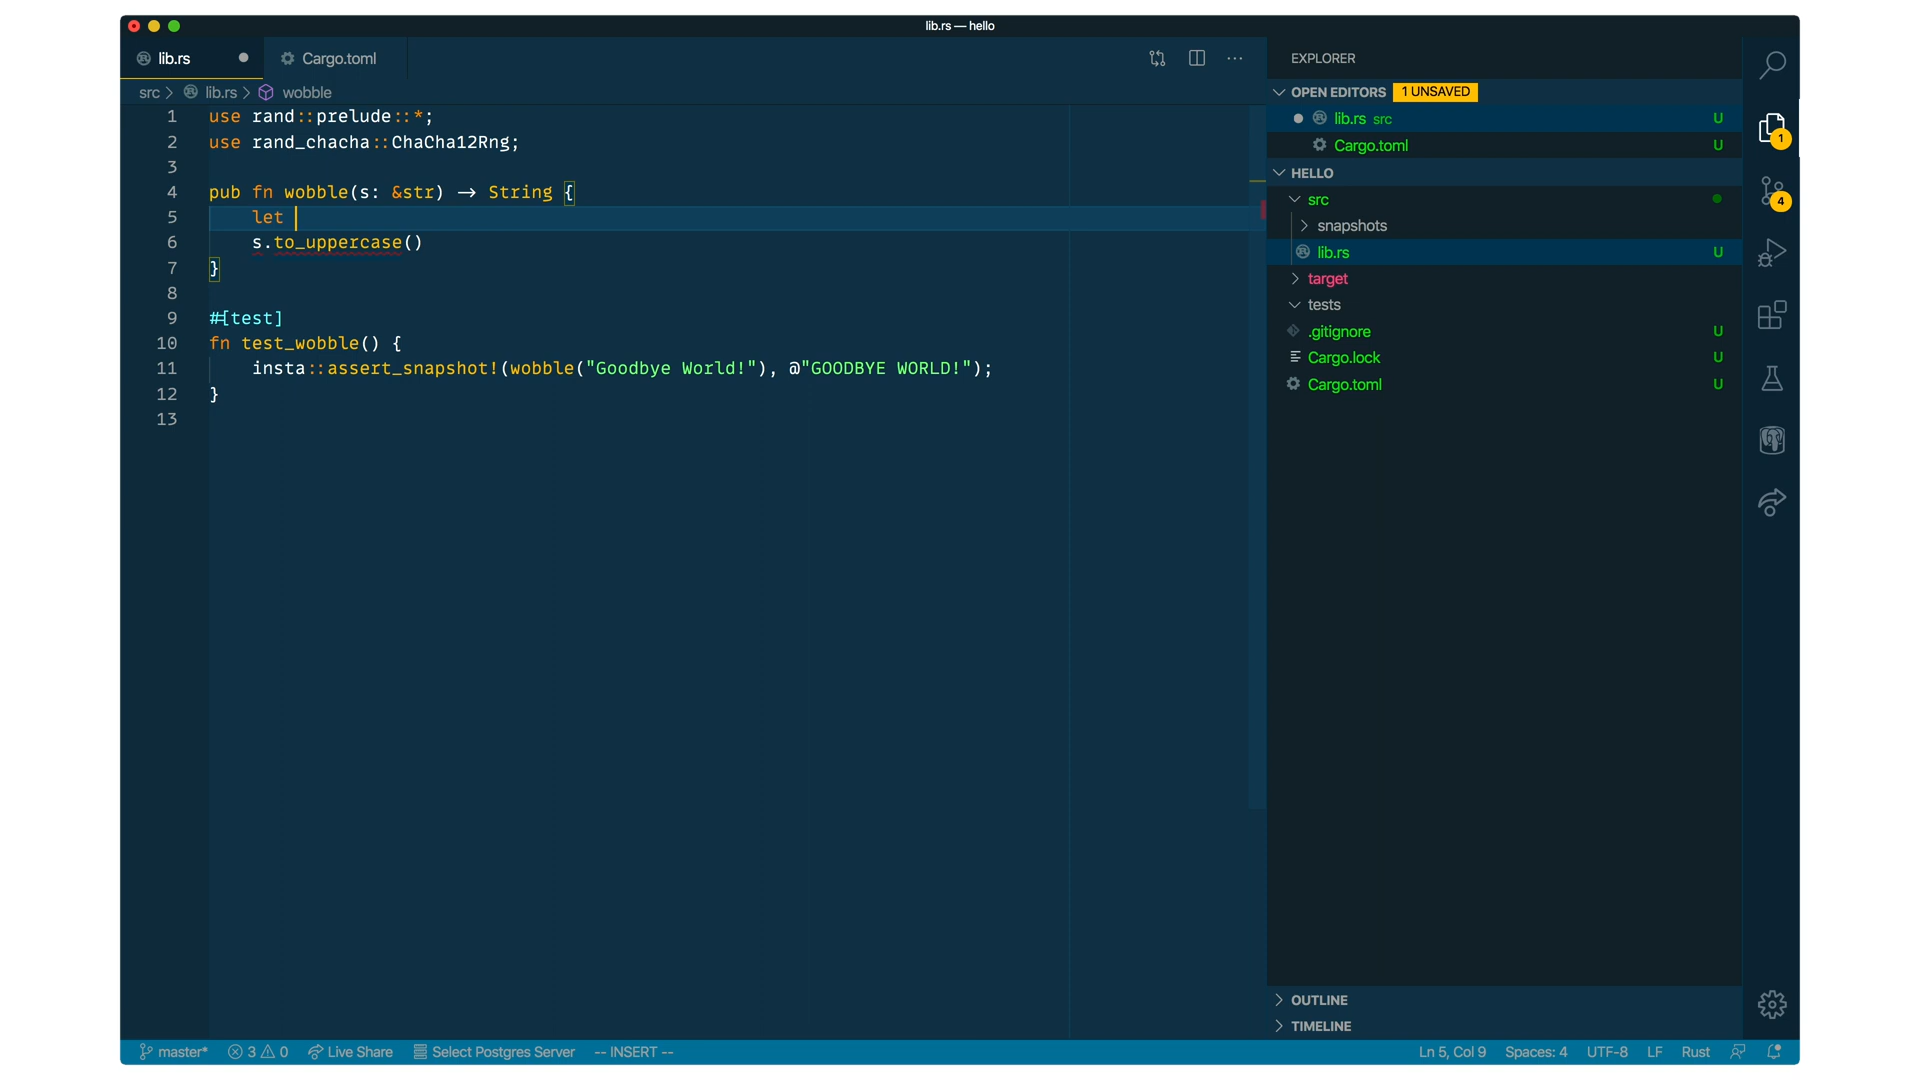 lib.rs — hello
lib.rs
Cargo.toml
src > lib.rs > wobble
1 use rand::prelude::*;
2 use rand_chacha::ChaCha12Rng;
3
4 pub fn wobble(s: &str) -> String {
5 let
6 s.to_uppercase()
7 }
8
9 #[test]
10 fn test_wobble() {
11 insta::assert_snapshot!(wobble("Goodbye World!"), @"GOODBYE WORLD!");
12 }
13
EXPLORER
OPEN EDITORS 1 UNSAVED
lib.rs src U
Cargo.toml U
HELLO
src
snapshots
lib.rs U
target
tests
.gitignore U
Cargo.lock U
Cargo.toml U
OUTLINE
TIMELINE
1
4
master* 3 0 Live Share Select Postgres Server -- INSERT -- Ln 5, Col 9 Spaces: 4 UTF-8 LF Rust